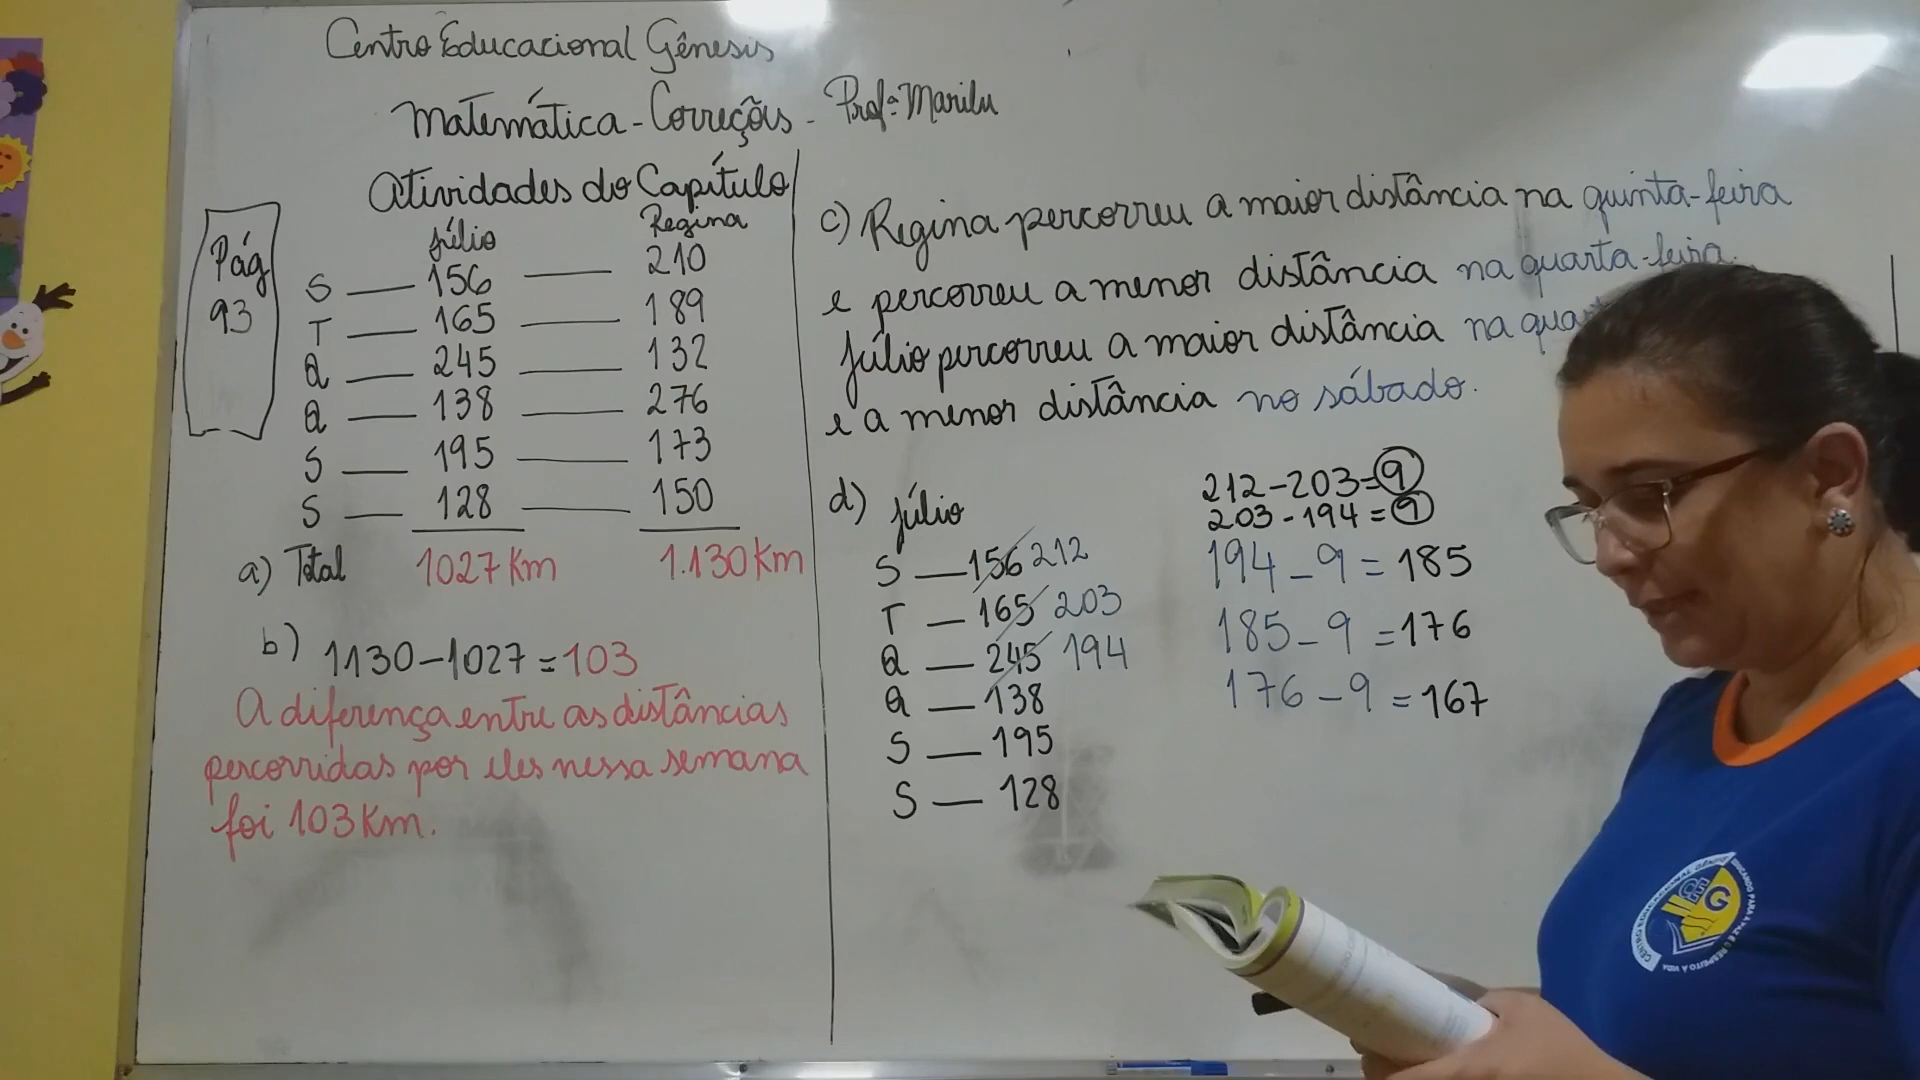 Centro Educacional Gênesis
Matemática - Correções - Profª Marilu
Atividades do Capítulo
Pág
93
Júlio Regina
S — 156 — 210
T — 165 — 189
Q — 245 — 132
Q — 138 — 276
S — 195 — 173
S — 128 — 150
a) Total 1027 Km 1.130 Km
b) 1130-1027=103
A diferença entre as distâncias
percorridas por eles nessa semana
foi 103 Km.
c) Regina percorreu a maior distância na quinta-feira
e percorreu a menor distância na quarta-feira.
Júlio percorreu a maior distância na
e a menor distância no sábado.
d) Júlio
S — 156 212
T — 165 203
Q — 245 194
Q — 138
S — 195
S — 128
212-203=9
203-194=9
194-9=185
185-9=176
176-9=167
CEG